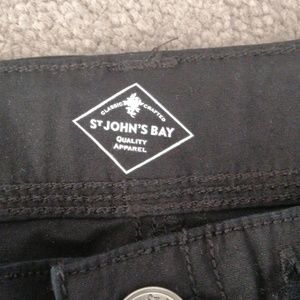 CLASSIC CRAFTED
ST JOHN'S BAY
QUALITY
APPAREL